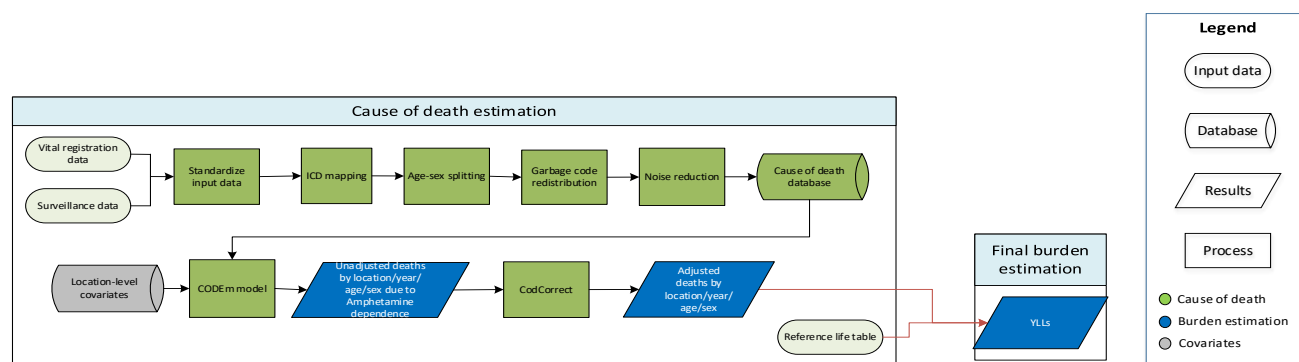 Legend
Input data
Database
Results
Process
Cause of death
Burden estimation
Covariates
Cause of death estimation
Vital registration
data
Surveillance data
Standardize
input data
ICD mapping
Age-sex splitting
Garbage code
redistribution
Noise reduction
Cause of death
database
Location-level
covariates
CODEm model
Unadjusted deaths
by location/year/
age/sex due to
Amphetamine
dependence
CodCorrect
Adjusted
deaths by
location/year/
age/sex
Reference life table
Final burden
estimation
YLLs